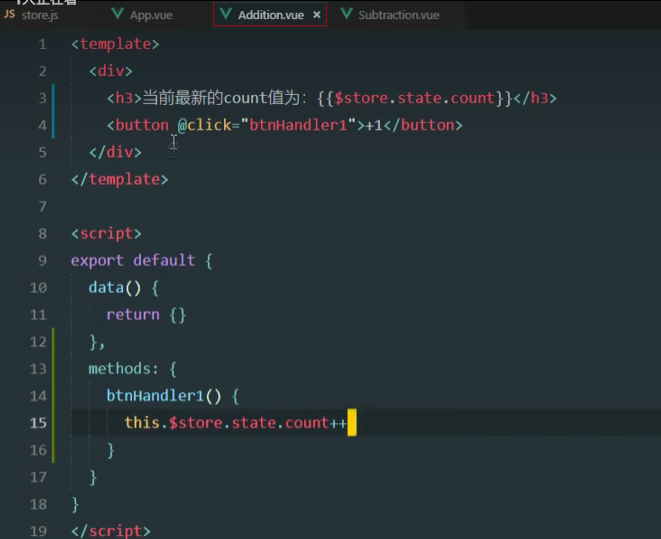 JS store.js App.vue Addition.vue × Subtraction.vue
1 <template>
2 <div>
3 <h3>当前最新的count值为：{{$store.state.count}}</h3>
4 <button @click="btnHandler1">+1</button>
5 </div>
6 </template>
7
8 <script>
9 export default {
10 data() {
11 return {}
12 },
13 methods: {
14 btnHandler1() {
15 this.$store.state.count++
16 }
17 }
18 }
19 </script>